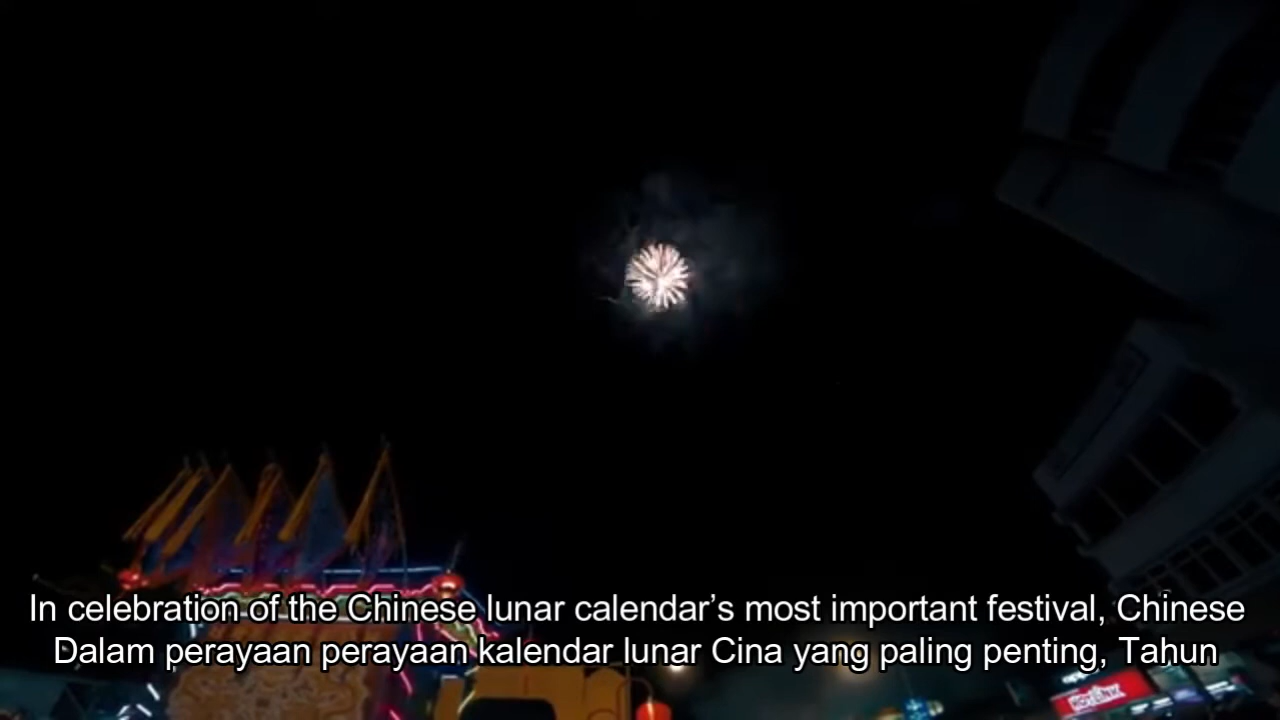 In celebration of the Chinese lunar calendar’s most important festival, Chinese
Dalam perayaan perayaan kalendar lunar Cina yang paling penting, Tahun